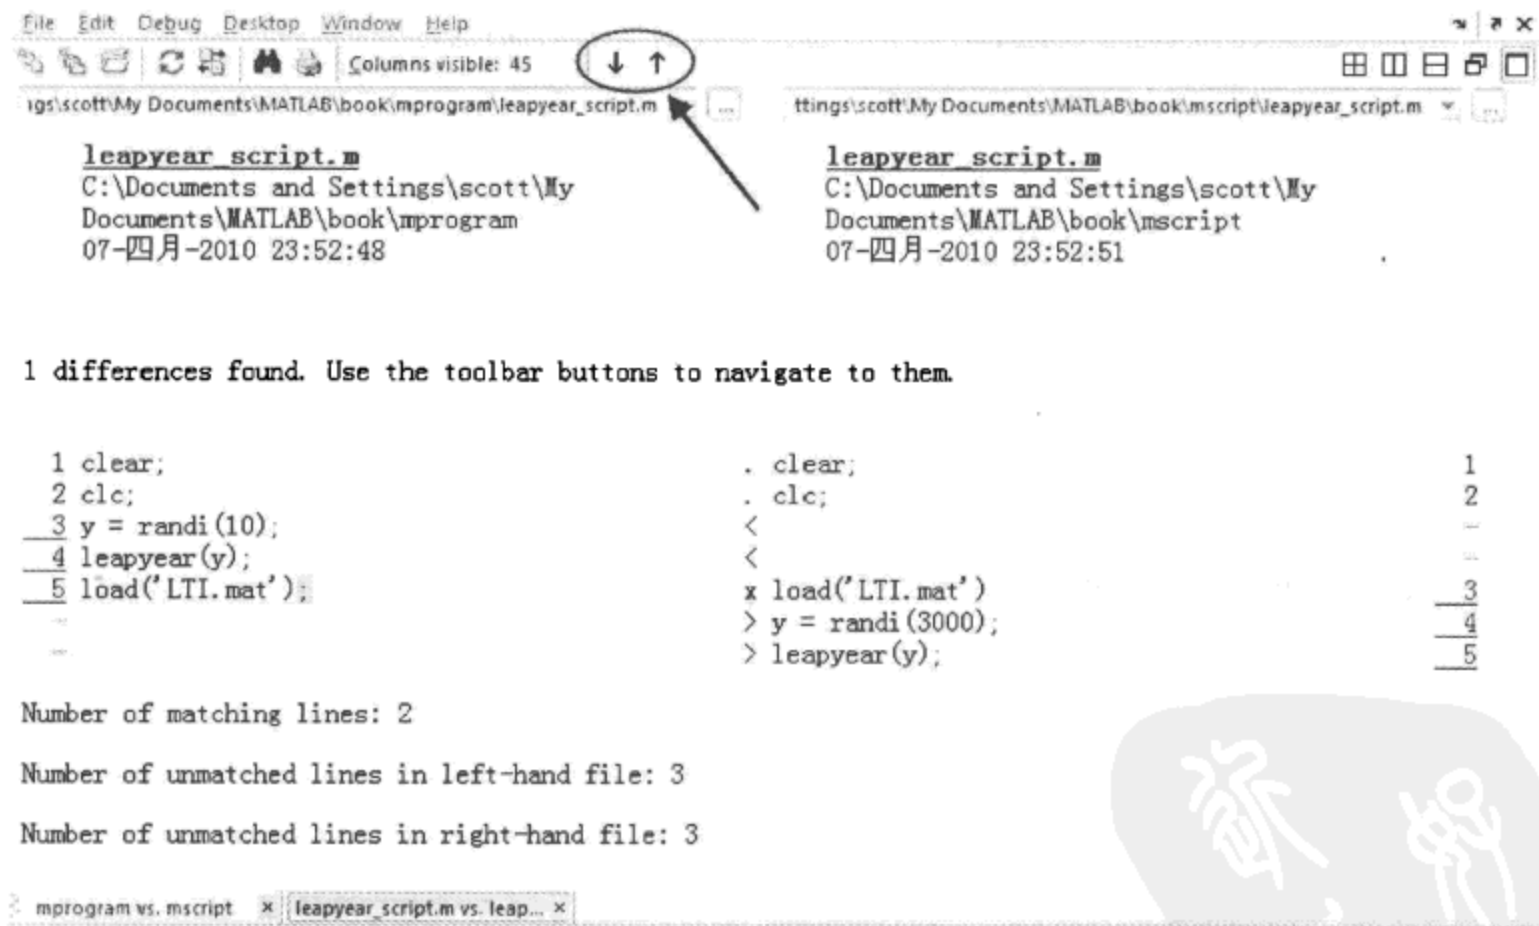 File Edit Debug Desktop Window Help
Columns visible: 45
ıgs\scott\My Documents\MATLAB\book\mprogram\leapyear_script.m ... ttings\scott\My Documents\MATLAB\book\mscript\leapyear_script.m ...
leapyear_script.m
C:\Documents and Settings\scott\My
Documents\MATLAB\book\mprogram
07-四月-2010 23:52:48
leapyear_script.m
C:\Documents and Settings\scott\My
Documents\MATLAB\book\mscript
07-四月-2010 23:52:51
1 differences found. Use the toolbar buttons to navigate to them.
1 clear; . clear; 1
2 clc; . clc; 2
3 y = randi(10); < -
4 leapyear(y); < -
5 load('LTI.mat'); x load('LTI.mat') 3
- > y = randi(3000); 4
- > leapyear(y); 5
Number of matching lines: 2
Number of unmatched lines in left-hand file: 3
Number of unmatched lines in right-hand file: 3
mprogram vs. mscript × leapyear_script.m vs. leap... ×